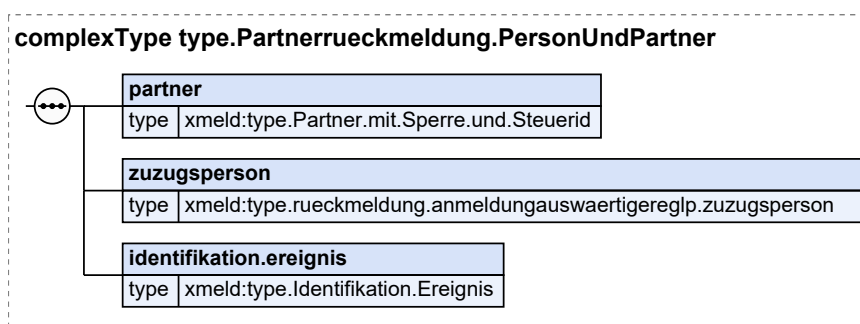 complexType type.Partnerrueckmeldung.PersonUndPartner
partner
type xmeld:type.Partner.mit.Sperre.und.Steuerid
zuzugsperson
type xmeld:type.rueckmeldung.anmeldungauswaertigereglp.zuzugsperson
identifikation.ereignis
type xmeld:type.Identifikation.Ereignis